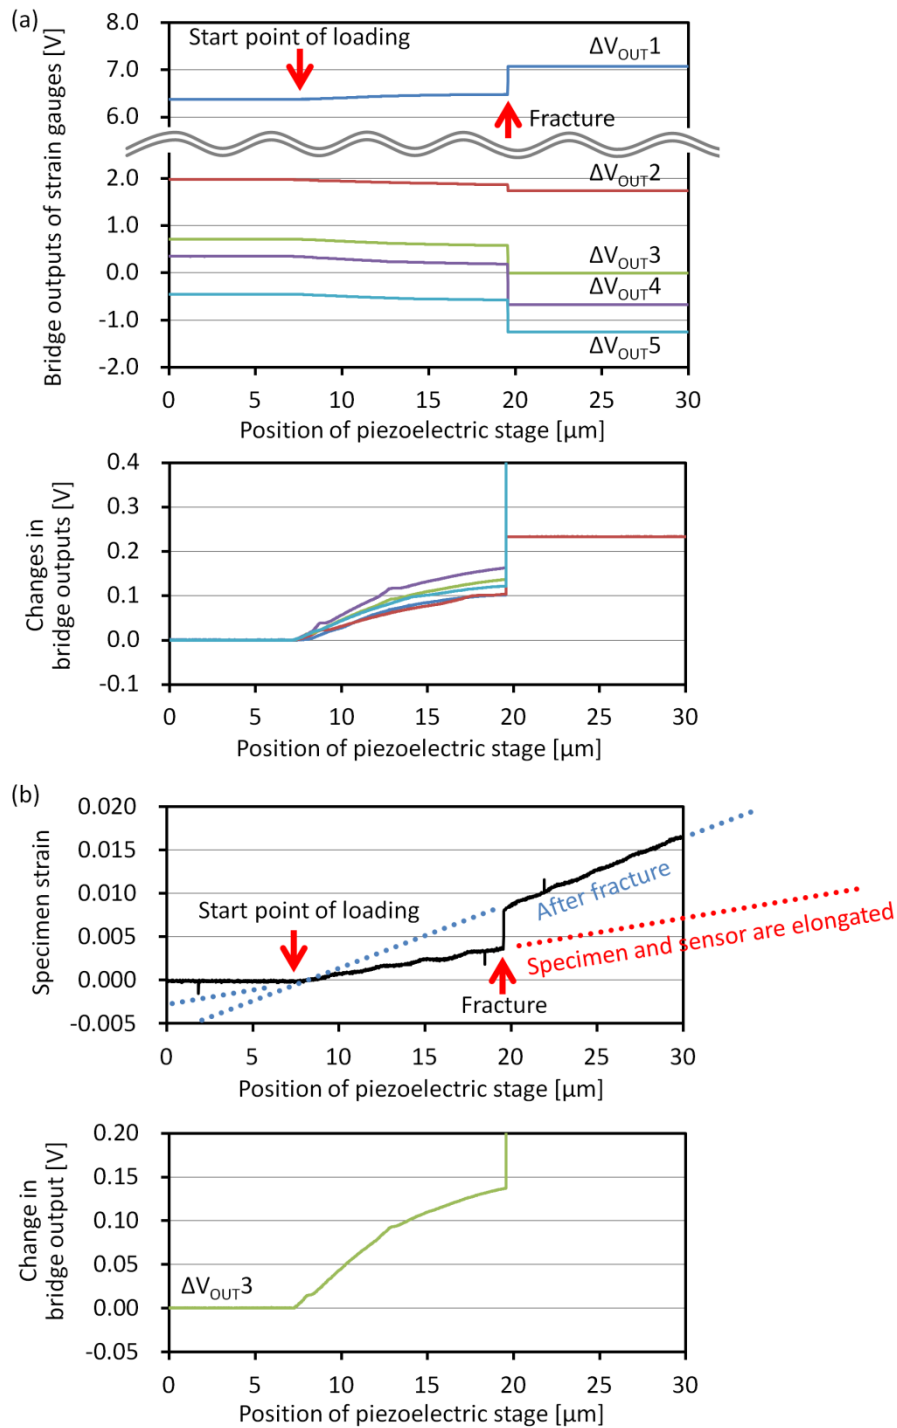 (a)
Bridge outputs of strain gauges [V]
8.0
7.0
6.0
2.0
1.0
0.0
-1.0
-2.0
Start point of loading
Fracture
ΔV_OUT1
ΔV_OUT2
ΔV_OUT3
ΔV_OUT4
ΔV_OUT5
0 5 10 15 20 25 30
Position of piezoelectric stage [μm]
Changes in
bridge outputs [V]
0.4
0.3
0.2
0.1
0.0
-0.1
0 5 10 15 20 25 30
Position of piezoelectric stage [μm]
(b)
Specimen strain
0.020
0.015
0.010
0.005
0.000
-0.005
Start point of loading
After fracture
Specimen and sensor are elongated
Fracture
0 5 10 15 20 25 30
Position of piezoelectric stage [μm]
Change in
bridge output [V]
0.20
0.15
0.10
0.05
0.00
-0.05
ΔV_OUT3
0 5 10 15 20 25 30
Position of piezoelectric stage [μm]